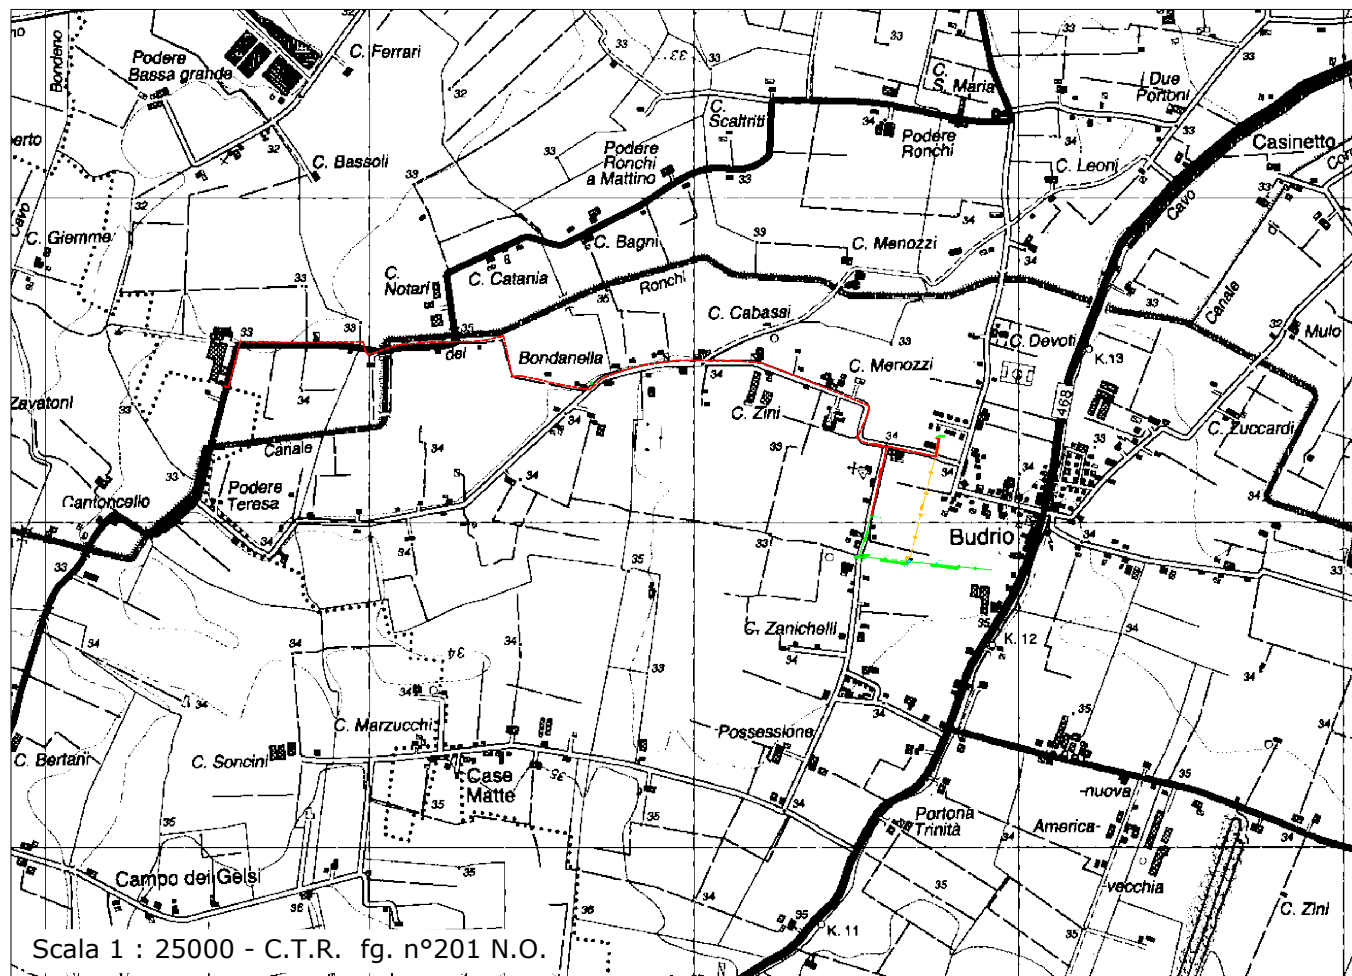 Bondeno
Podere
Bassa grande
C. Ferrari
C. Bassoli
C. Giemme
Cavo
C.
Scaltriti
C.
S. Maria
Podere
Ronchi
Due
Portoni
Casinetto
C. Leoni
Cavo
Podere
Ronchi
a Mattino
C. Bagni
C. Catania
C.
Notari
Ronchi
C. Menozzi
C. Cabassi
del
Bondanella
C. Menozzi
C. Devoti
K.13
468
Canale
di
Mulo
C. Zuccardi
C. Zini
Zavatoni
Canale
Cantoncello
Podere
Teresa
Budrio
C. Zanichelli
K. 12
C. Marzucchi
C. Soncini
C. Bertani
Case
Matte
Possessione
Portona
Trinità
-nuova
America-
-vecchia
C. Zini
Campo dei Gelsi
K. 11
Scala 1 : 25000 - C.T.R. fg. n°201 N.O.